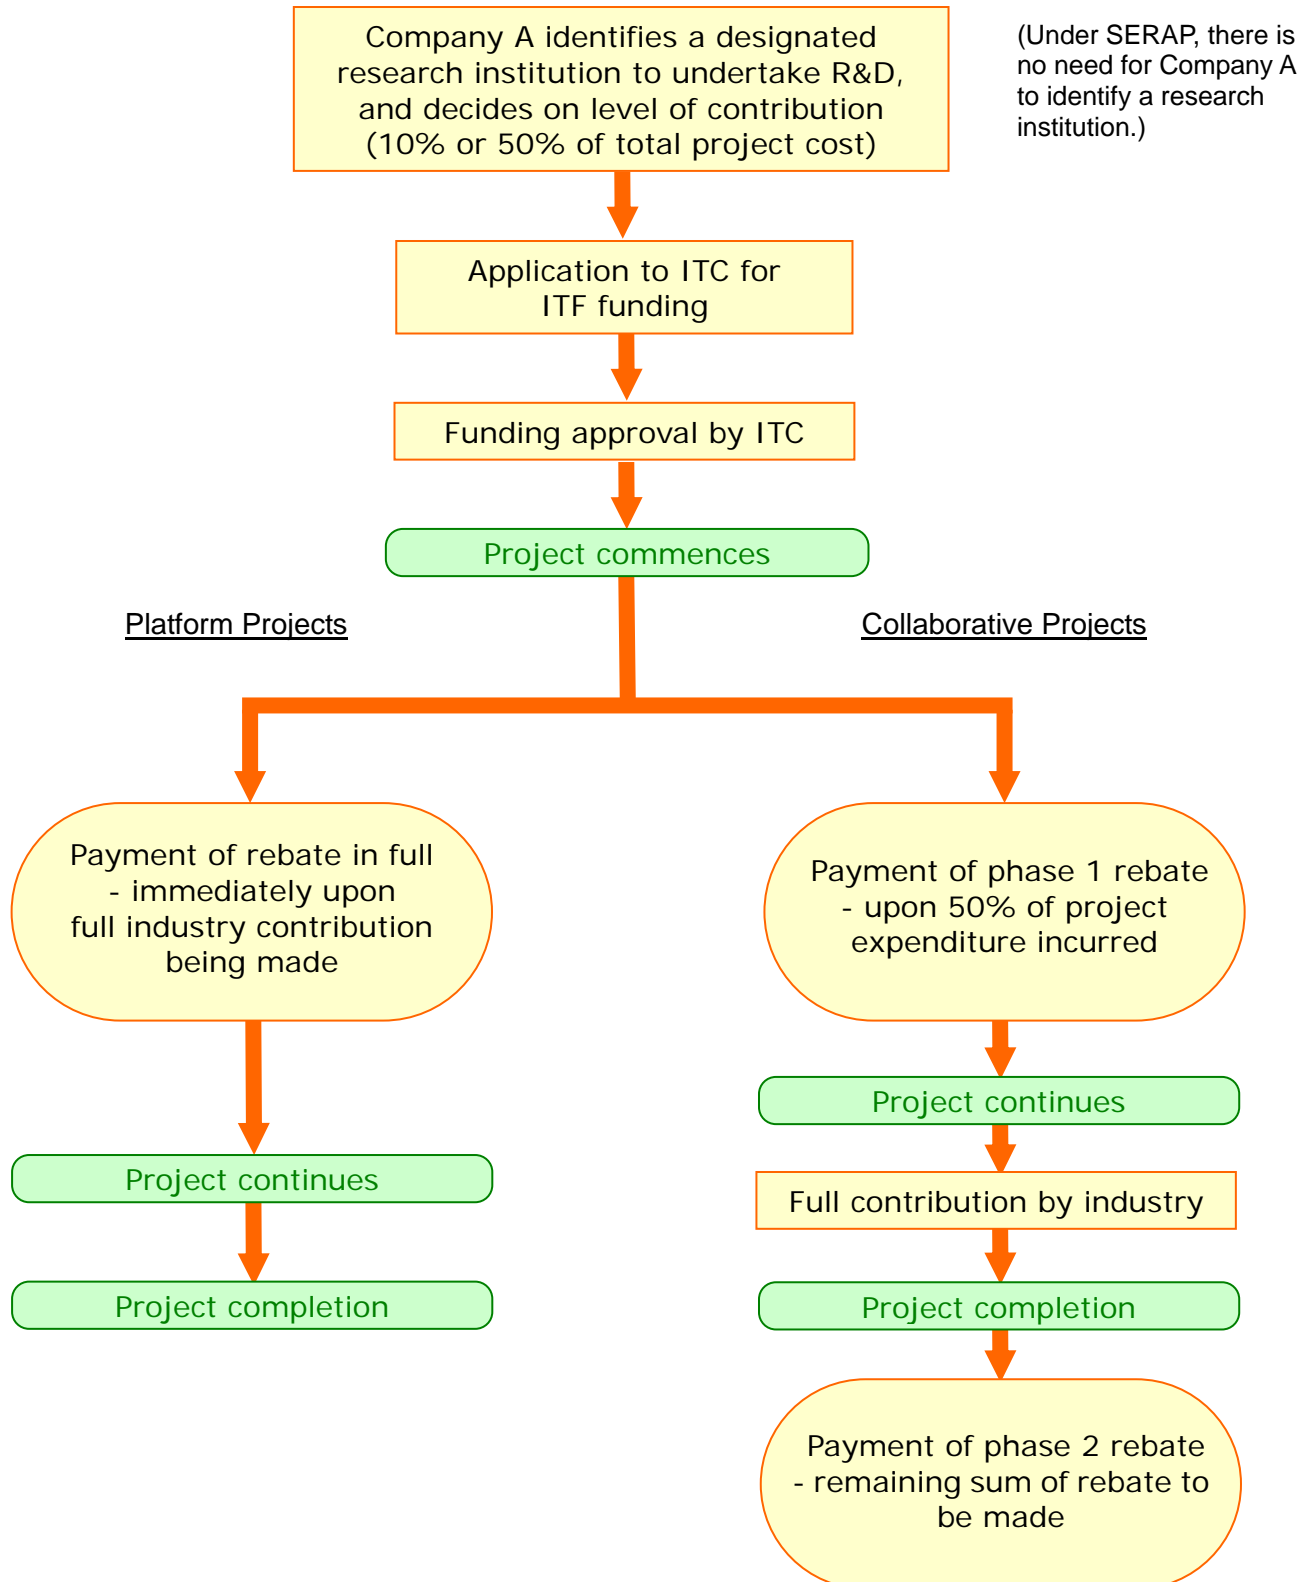 Company A identifies a designated
research institution to undertake R&D,
and decides on level of contribution
(10% or 50% of total project cost)
(Under SERAP, there is
no need for Company A
to identify a research
institution.)
Application to ITC for
ITF funding
Funding approval by ITC
Project commences
Platform Projects
Collaborative Projects
Payment of rebate in full
- immediately upon
full industry contribution
being made
Project continues
Project completion
Payment of phase 1 rebate
- upon 50% of project
expenditure incurred
Project continues
Full contribution by industry
Project completion
Payment of phase 2 rebate
- remaining sum of rebate to
be made